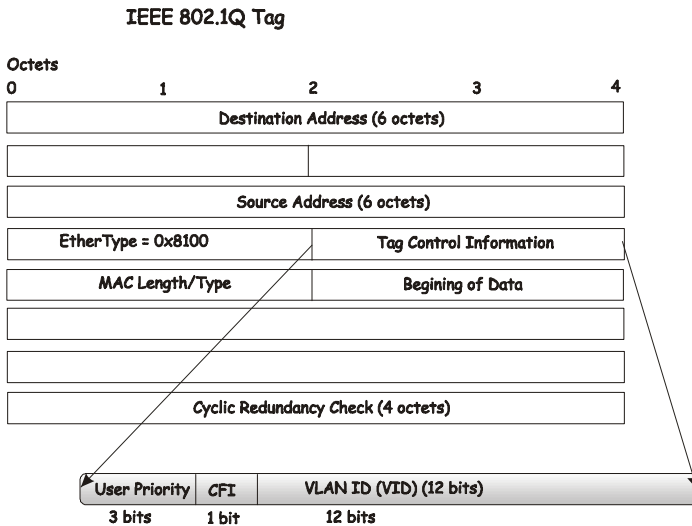 IEEE 802.1Q Tag
Octets
0 1 2 3 4
Destination Address (6 octets)
Source Address (6 octets)
EtherType = 0x8100 Tag Control Information
MAC Length/Type Begining of Data
Cyclic Redundancy Check (4 octets)
User Priority CFI VLAN ID (VID) (12 bits)
3 bits 1 bit 12 bits